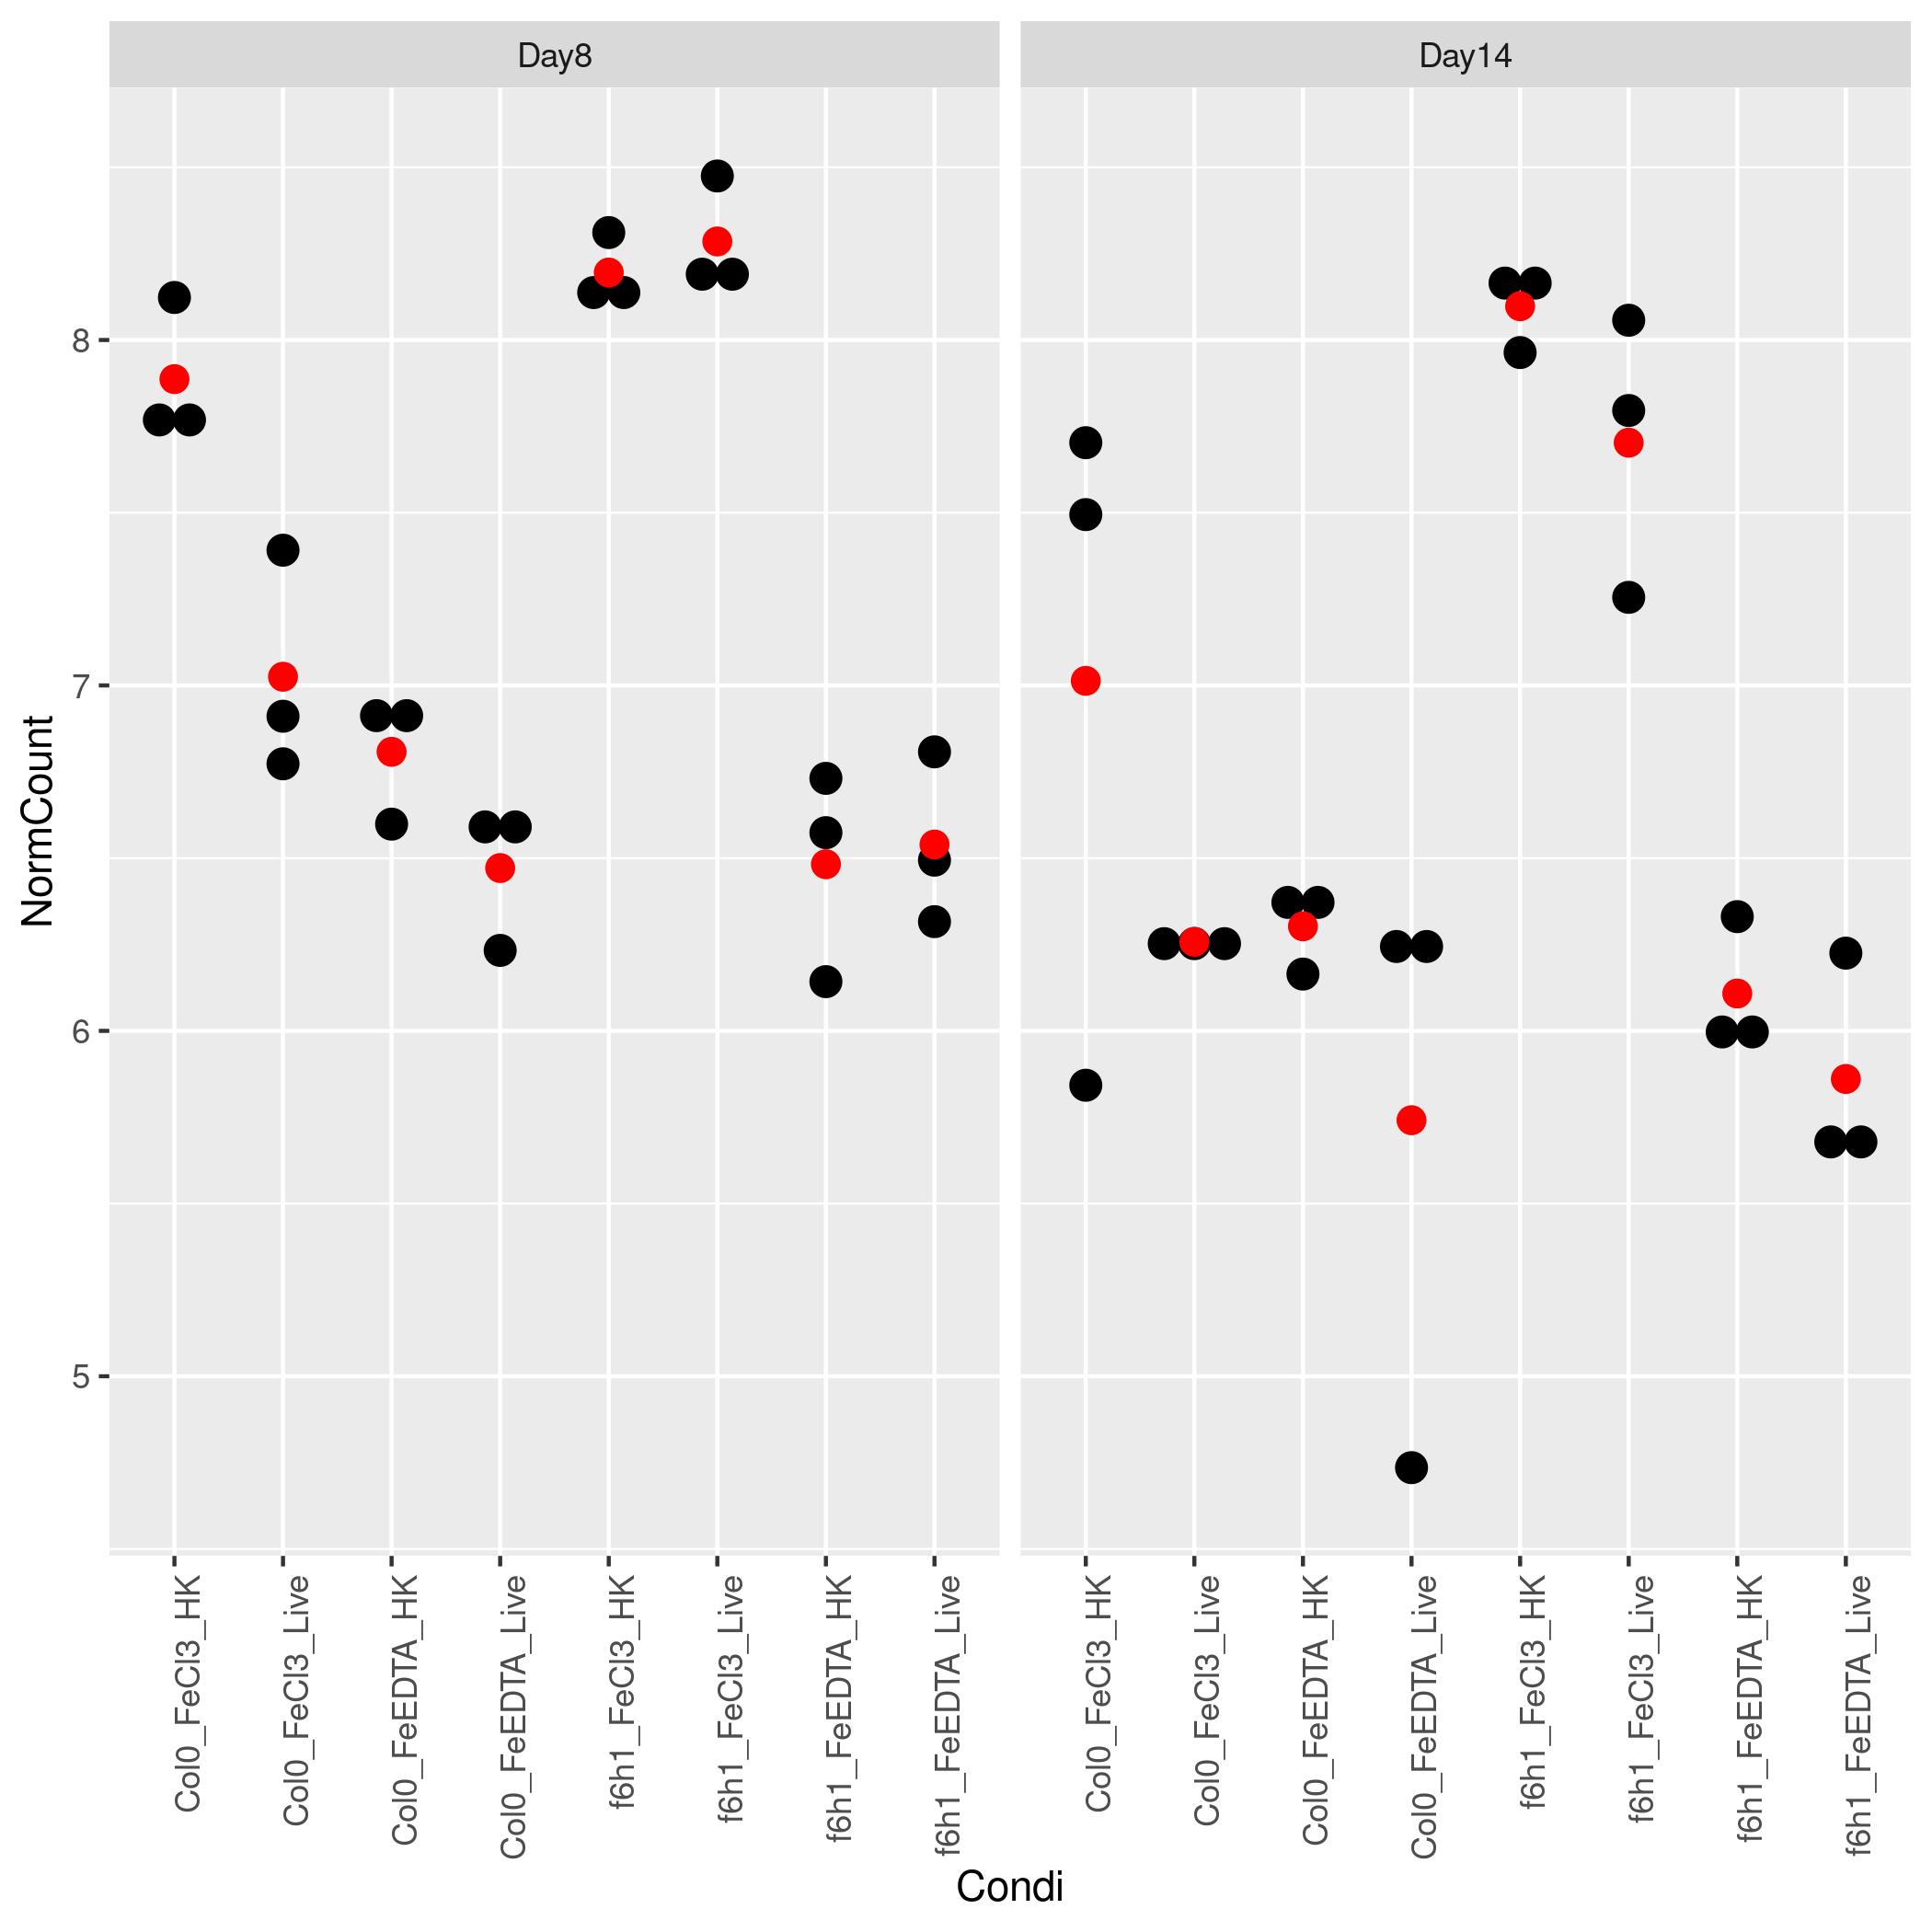 Day8
Day14
NormCount
8
7
6
5
Col0_FeCl3_HK
Col0_FeCl3_Live
Col0_FeEDTA_HK
Col0_FeEDTA_Live
f6h1_FeCl3_HK
f6h1_FeCl3_Live
f6h1_FeEDTA_HK
f6h1_FeEDTA_Live
Col0_FeCl3_HK
Col0_FeCl3_Live
Col0_FeEDTA_HK
Col0_FeEDTA_Live
f6h1_FeCl3_HK
f6h1_FeCl3_Live
f6h1_FeEDTA_HK
f6h1_FeEDTA_Live
Condi